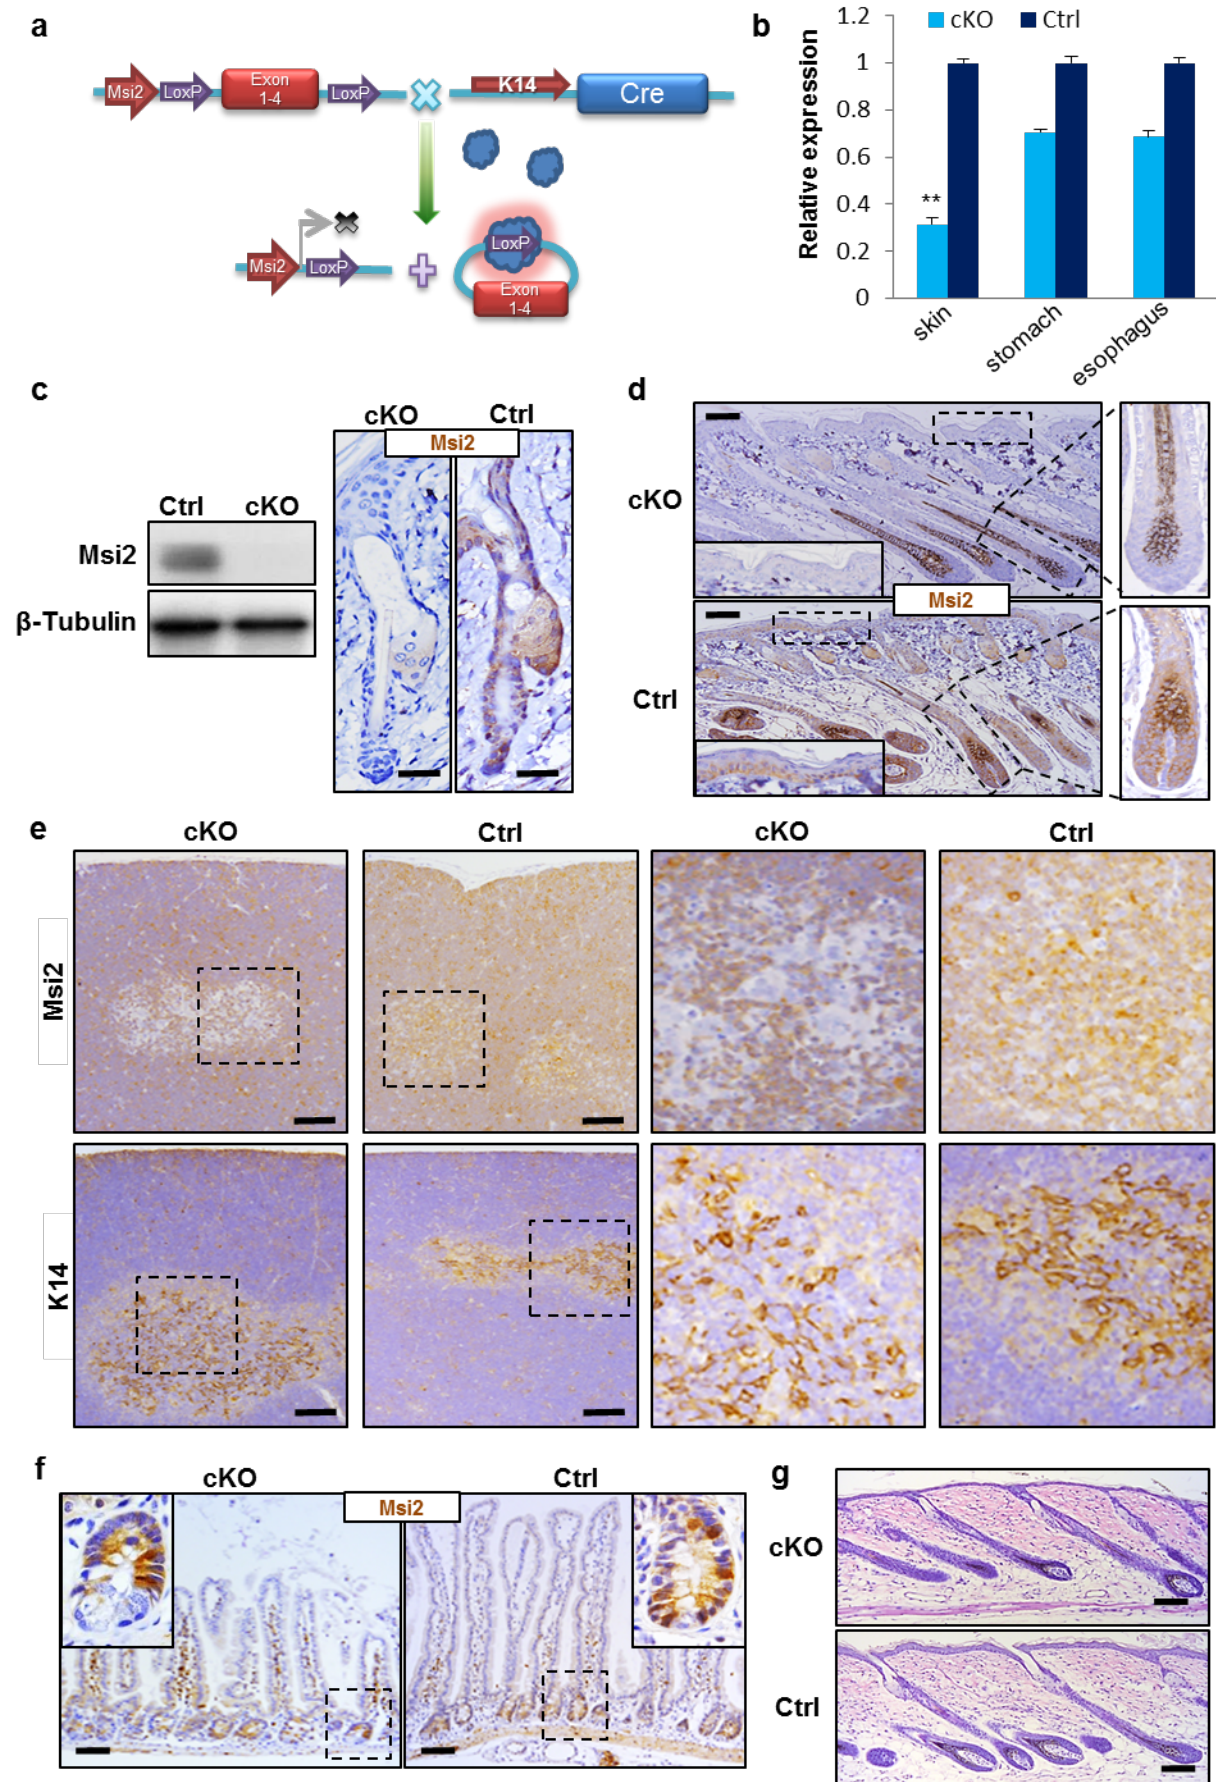 a
Msi2
LoxP
Exon
1-4
LoxP
K14
Cre
Msi2
LoxP
LoxP
Exon
1-4
b
cKO
Ctrl
Relative expression
1.2
1
0.8
0.6
0.4
0.2
0
**
skin
stomach
esophagus
c
Ctrl
cKO
Msi2
β-Tubulin
cKO
Ctrl
Msi2
d
cKO
Msi2
Ctrl
e
cKO
Ctrl
cKO
Ctrl
Msi2
K14
f
cKO
Ctrl
Msi2
g
cKO
Ctrl